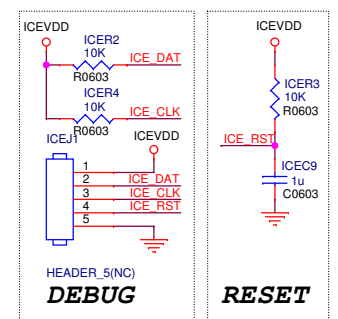 ICEVDD
ICER2
10K
ICE_DAT
R0603
ICER4
10K
ICE_CLK
R0603
ICEJ1
ICEVDD
1
2
ICE_DAT
3
ICE_CLK
4
ICE_RST
5
HEADER_5(NC)
DEBUG
ICEVDD
ICER3
10K
R0603
ICE_RST
ICEC9
1u
C0603
RESET